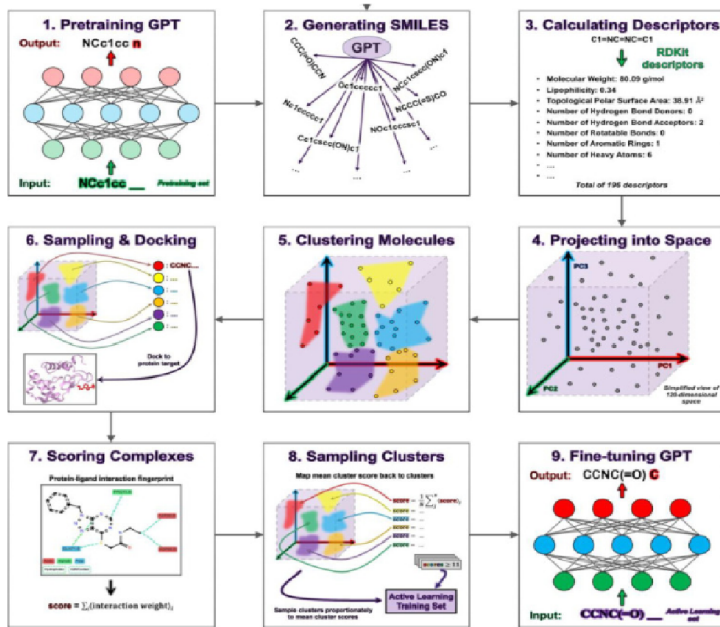 1. Pretraining GPT
Output: NCc1cc n
Input: NCc1cc __ Pretraining set
2. Generating SMILES
GPT
CCC(=O)CCN
Oc1ccccc1
NCc1cscc(ON)c1
Nc1ccccc1
NCCC(=S)CO
Cc1cscc(ON)c1
NOc1cccsc1
...
...
...
...
3. Calculating Descriptors
C1=NC=NC=C1
RDKit
descriptors
• Molecular Weight: 80.09 g/mol
• Lipophilicity: 0.34
• Topological Polar Surface Area: 38.91 Å²
• Number of Hydrogen Bond Donors: 0
• Number of Hydrogen Bond Acceptors: 2
• Number of Rotatable Bonds: 0
• Number of Aromatic Rings: 1
• Number of Heavy Atoms: 6
• ...
• ...
Total of 196 descriptors
6. Sampling & Docking
: CCNC...
: ...
: ...
: ...
: ...
: ...
Dock to
protein target
5. Clustering Molecules
4. Projecting into Space
PC3
PC1
PC2
Simplified view of
120-dimensional
space
7. Scoring Complexes
Protein-ligand interaction fingerprint
score = ∑ᵢ(interaction weight)ᵢ
8. Sampling Clusters
Map mean cluster score back to clusters
score = ...
score = ...
score = ...
score = ...
score = ...
Sample clusters proportionately
to mean cluster scores
Active Learning
Training Set
9. Fine-tuning GPT
Output: CCNC(=O) C
Input: CCNC(=O) __ Active Learning
set